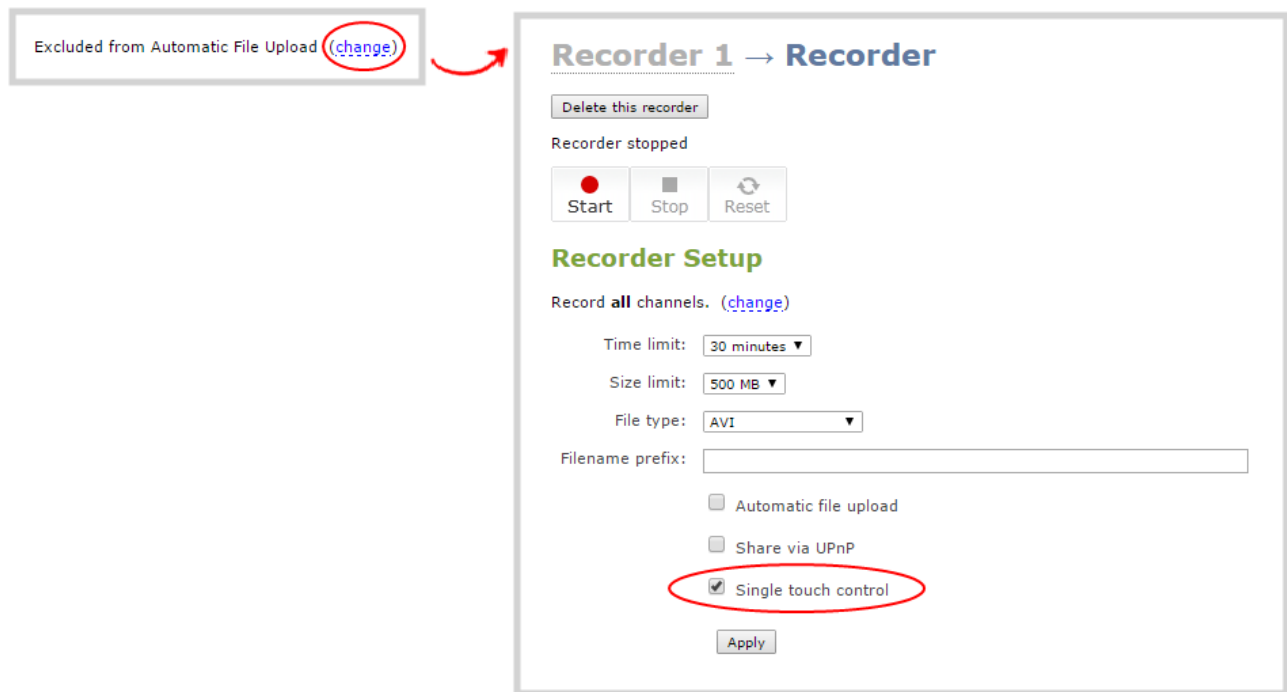 Excluded from Automatic File Upload (change)
Recorder 1 → Recorder
Delete this recorder
Recorder stopped
Start Stop Reset
Recorder Setup
Record all channels. (change)
Time limit: 30 minutes ▼
Size limit: 500 MB ▼
File type: AVI ▼
Filename prefix:
Automatic file upload
Share via UPnP
Single touch control
Apply